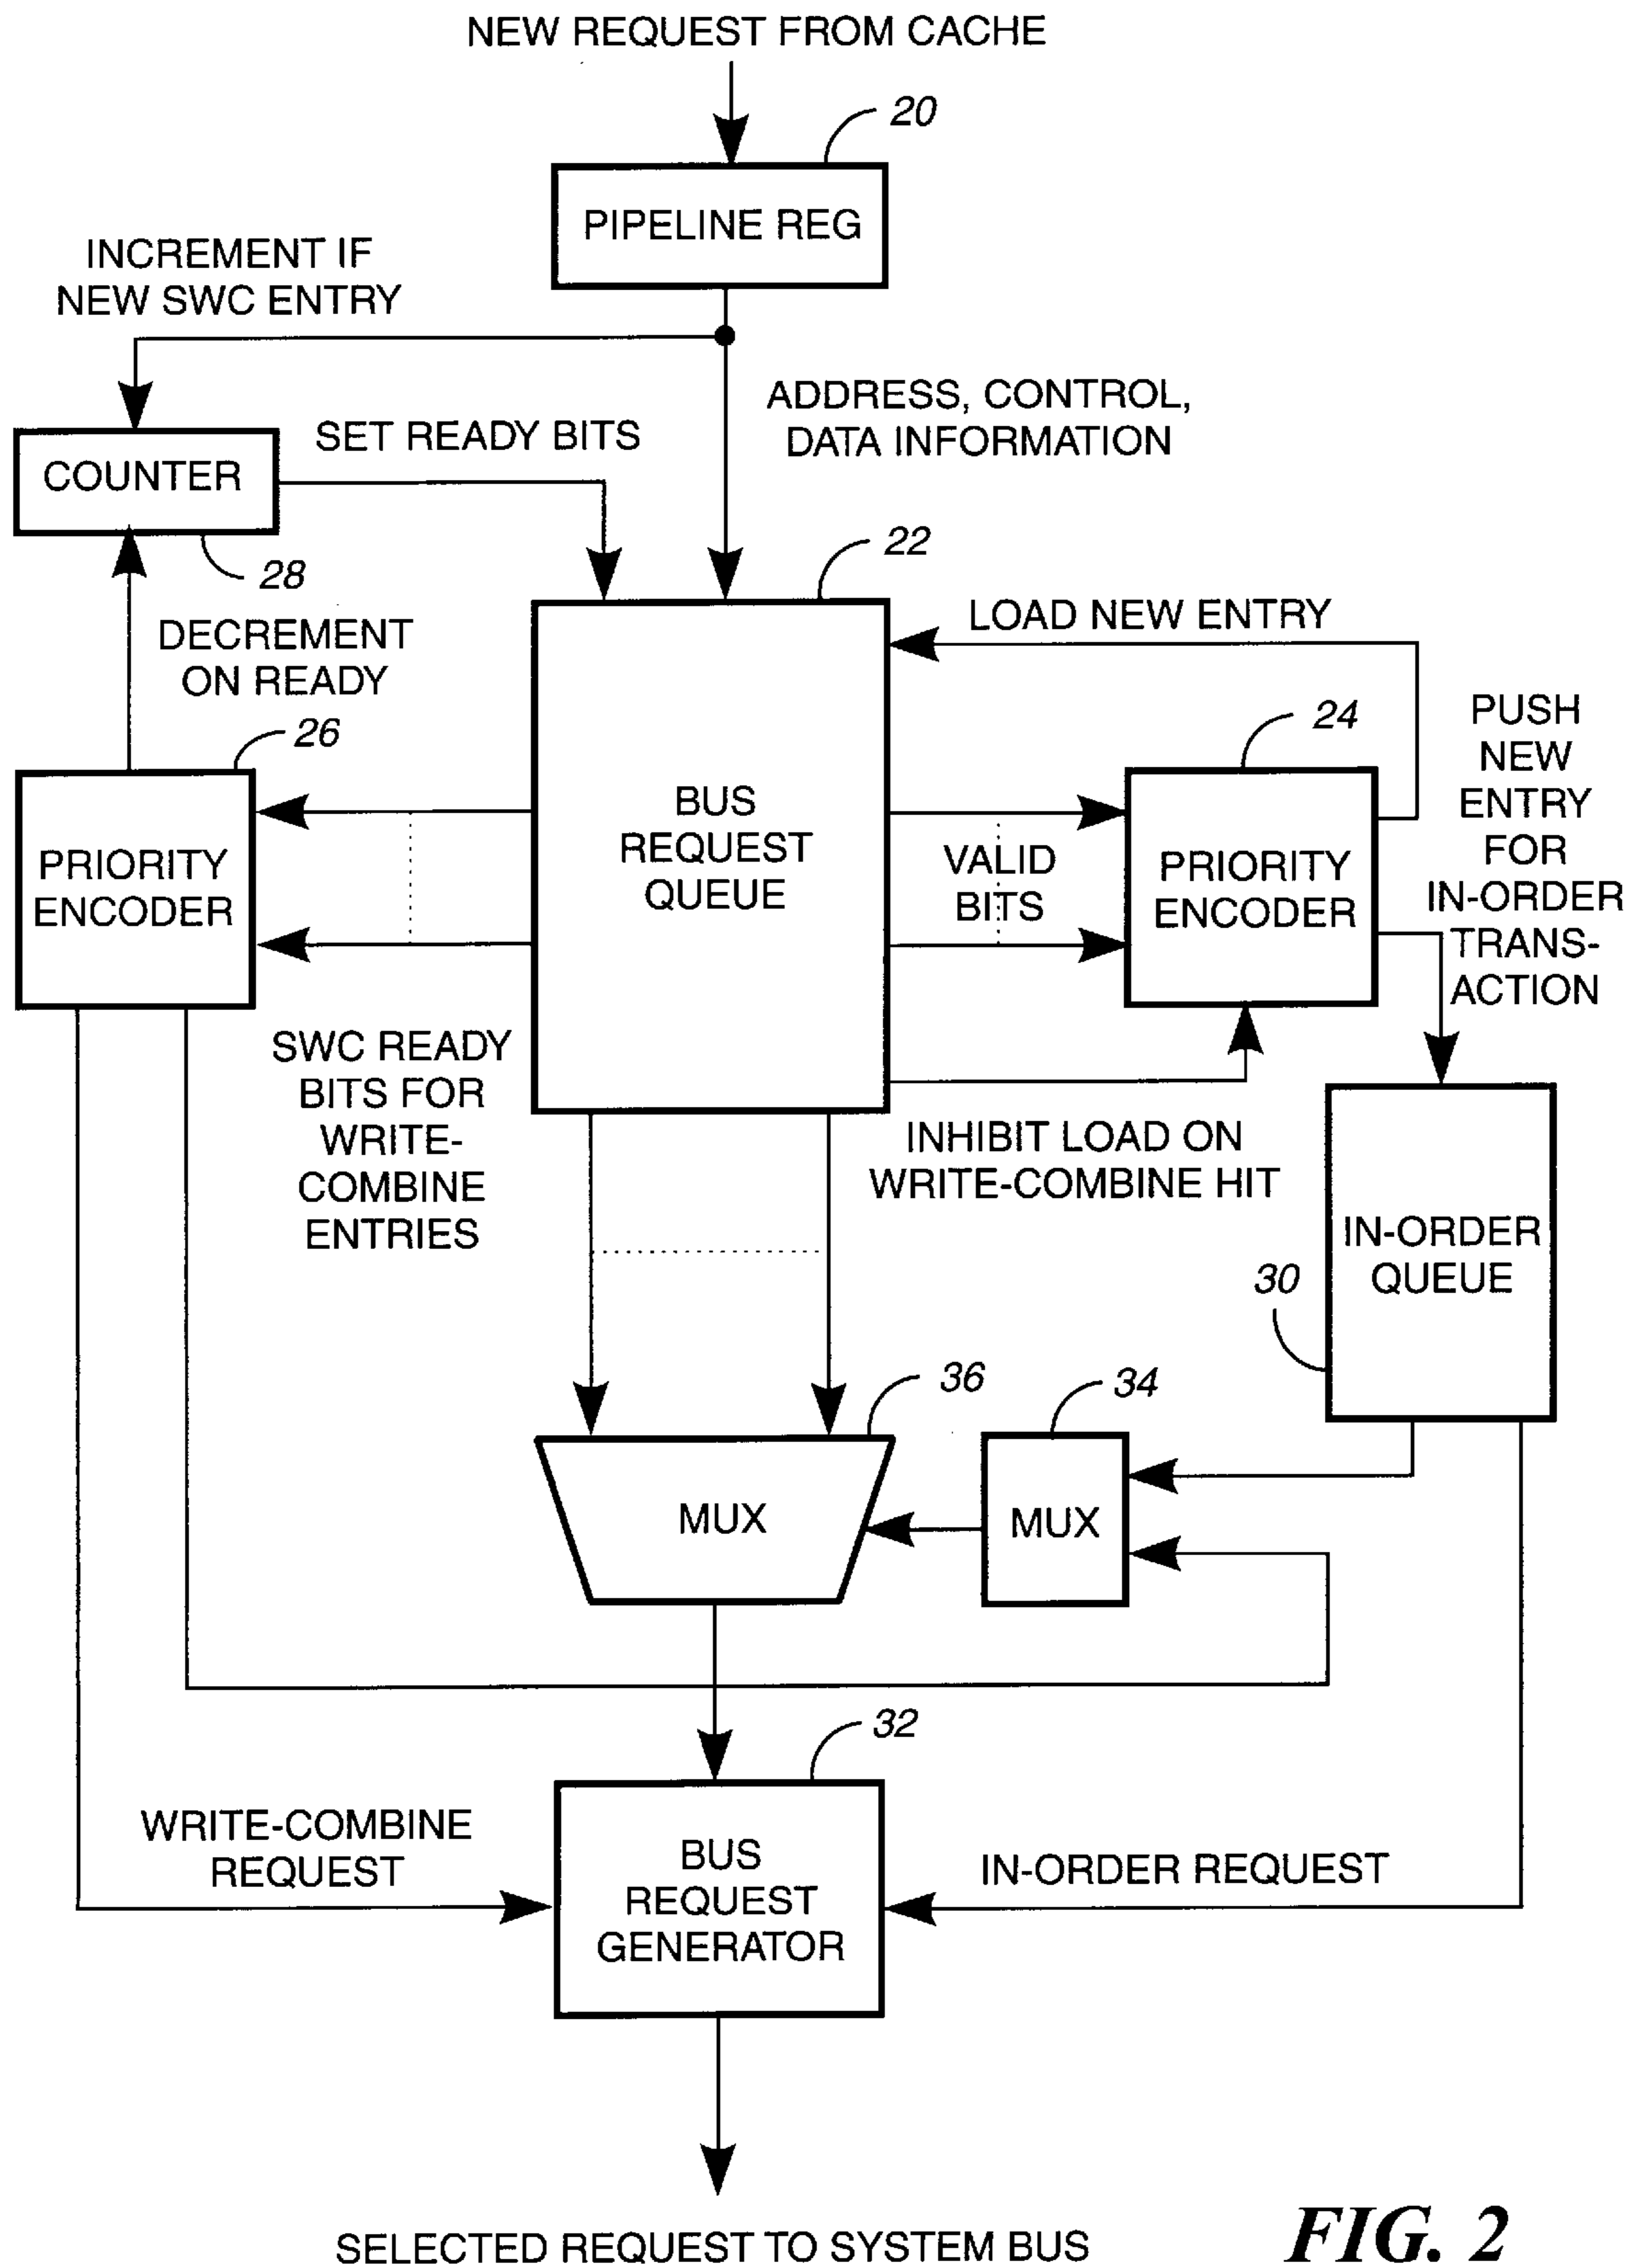 NEW REQUEST FROM CACHE
20
PIPELINE REG
INCREMENT IF
NEW SWC ENTRY
ADDRESS, CONTROL,
DATA INFORMATION
SET READY BITS
COUNTER
28
22
DECREMENT
ON READY
LOAD NEW ENTRY
26
24
PUSH
NEW
ENTRY
FOR
IN-ORDER
TRANS-
ACTION
PRIORITY
ENCODER
BUS
REQUEST
QUEUE
VALID
BITS
PRIORITY
ENCODER
SWC READY
BITS FOR
WRITE-
COMBINE
ENTRIES
INHIBIT LOAD ON
WRITE-COMBINE HIT
IN-ORDER
QUEUE
30
36
34
MUX
MUX
32
WRITE-COMBINE
REQUEST
BUS
REQUEST
GENERATOR
IN-ORDER REQUEST
SELECTED REQUEST TO SYSTEM BUS
FIG. 2